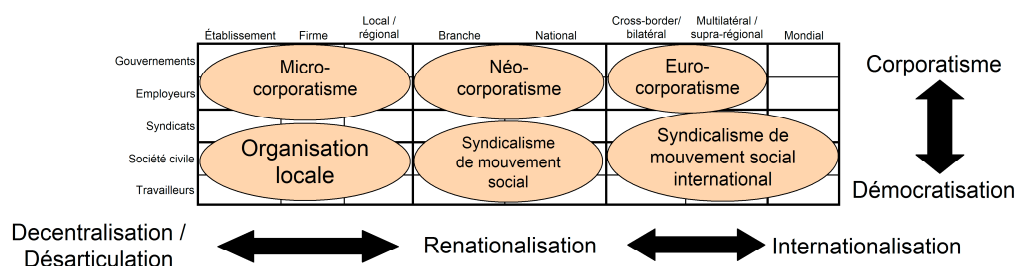 Établissement
Firme
Local /
régional
Branche
National
Cross-border/
bilatéral
Multilatéral /
supra-régional
Mondial
Gouvernements
Employeurs
Syndicats
Société civile
Travailleurs
Micro-
corporatisme
Néo-
corporatisme
Euro-
corporatisme
Organisation
locale
Syndicalisme
de mouvement
social
Syndicalisme de
mouvement social
international
Corporatisme
Démocratisation
Decentralisation /
Désarticulation
Renationalisation
Internationalisation